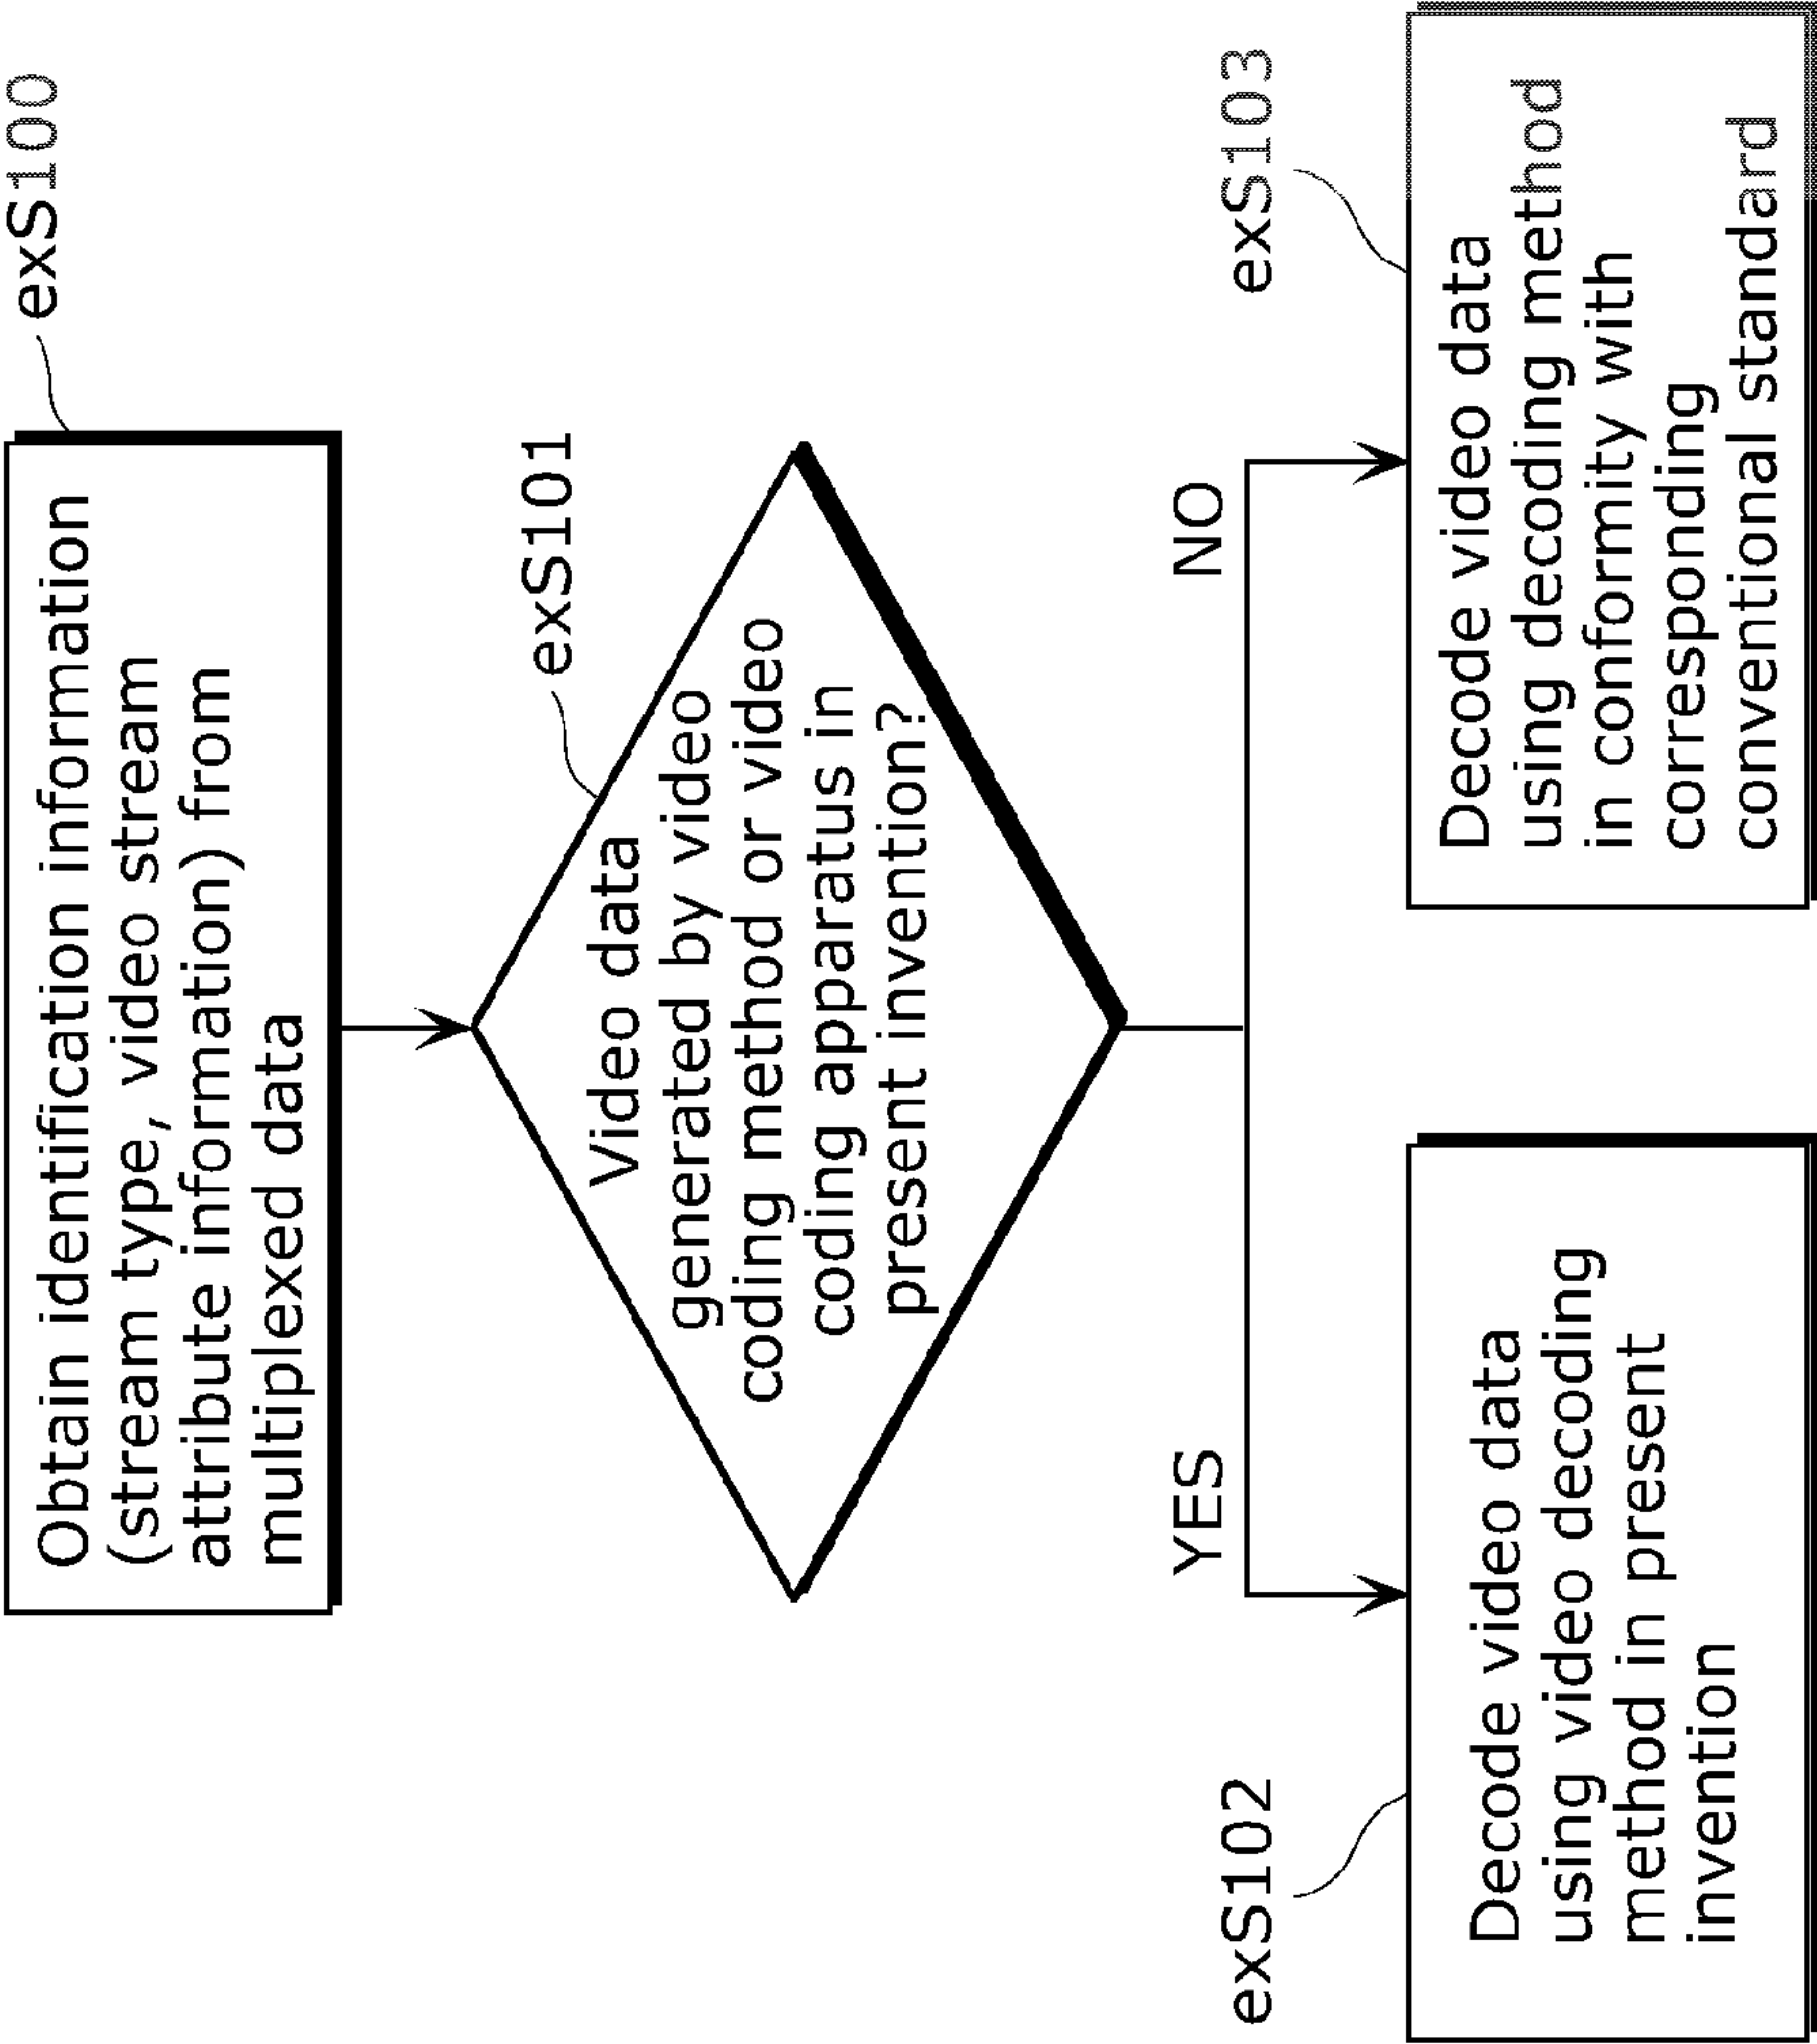 exS100
Obtain identification information
(stream type, video stream
attribute information) from
multiplexed data
exS101
Video data
generated by video
coding method or video
coding apparatus in
present invention?
YES
NO
exS102
Decode video data
using video decoding
method in present
invention
exS103
Decode video data
using decoding method
in conformity with
corresponding
conventional standard